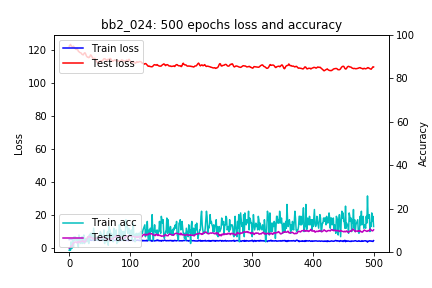 bb2_024: 500 epochs loss and accuracy
Train loss
Test loss
Train acc
Test acc
Loss
Accuracy
120
100
80
60
40
20
0
100
80
60
40
20
0
0
100
200
300
400
500